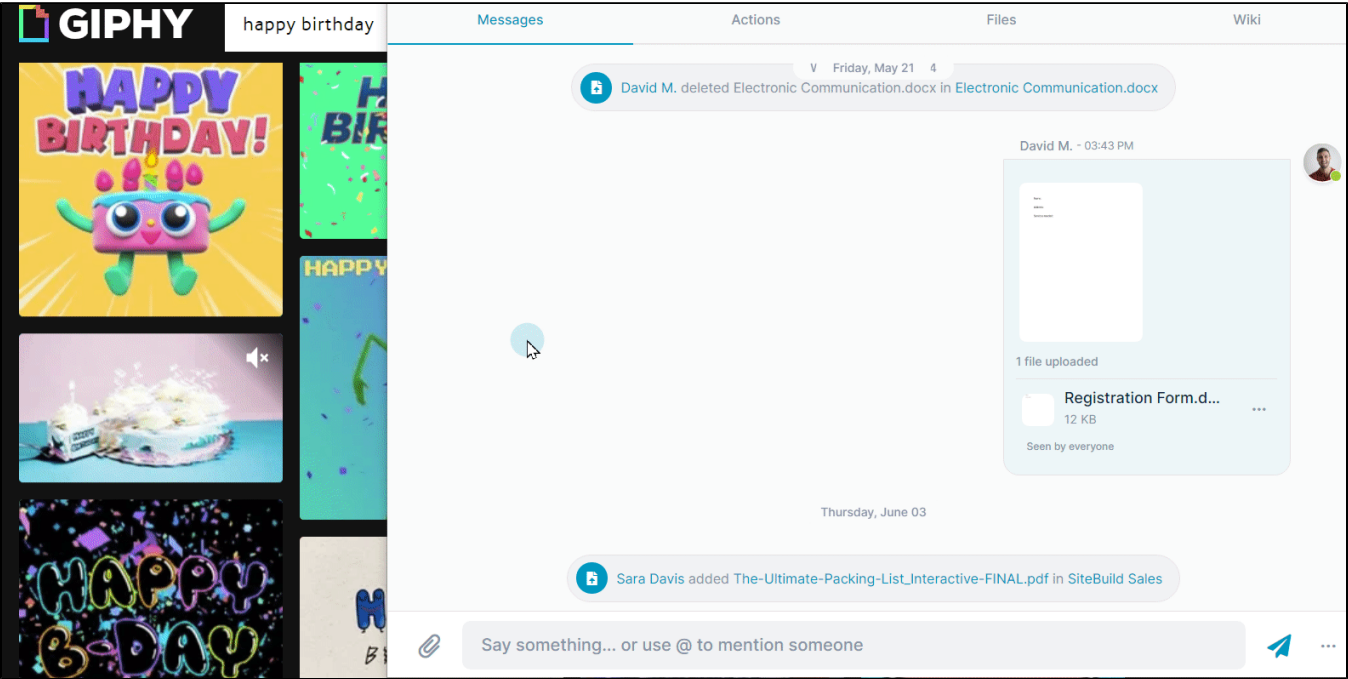 GIPHY
happy birthday
HAPPY
BIRTHDAY!
HAPPY
HAPPY
B-DAY
Messages
Actions
Files
Wiki
V Friday, May 21 4
David M. deleted Electronic Communication.docx in Electronic Communication.docx
David M. - 03:43 PM
1 file uploaded
Registration Form.d...
12 KB
Seen by everyone
Thursday, June 03
Sara Davis added The-Ultimate-Packing-List_Interactive-FINAL.pdf in SiteBuild Sales
Say something... or use @ to mention someone